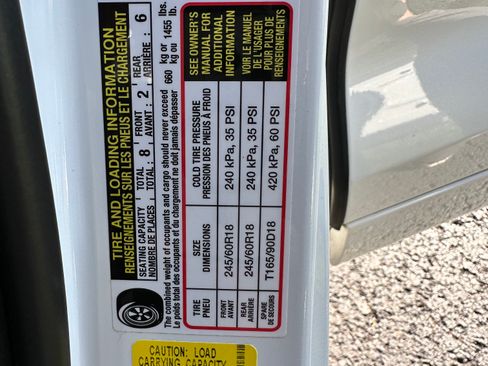 TIRE AND LOADING INFORMATION
RENSEIGNEMENTS SUR LES PNEUS ET LE CHARGEMENT
SEATING CAPACITY TOTAL: 8 FRONT 2 REAR 6
NOMBRE DE PLACES TOTAL: 8 AVANT: 2 ARRIÈRE: 6
The combined weight of occupants and cargo should never exceed 660 kg or 1455 lbs.
Le poids total des occupants et du chargement ne doit jamais dépasser 660 kg ou 1455 lb.
TIRE SIZE COLD TIRE PRESSURE
PNEU DIMENSIONS PRESSION DES PNEUS À FROID
FRONT 245/60R18 240 kPa, 35 PSI
AVANT
REAR 245/60R18 240 kPa, 35 PSI
ARRIÈRE
SPARE T165/90D18 420 kPa, 60 PSI
DE SECOURS
SEE OWNER'S
MANUAL FOR
ADDITIONAL
INFORMATION
VOIR LE MANUEL
DE L'USAGER
POUR PLUS DE
RENSEIGNEMENTS
CAUTION: LOAD
CARRYING CAPACITY